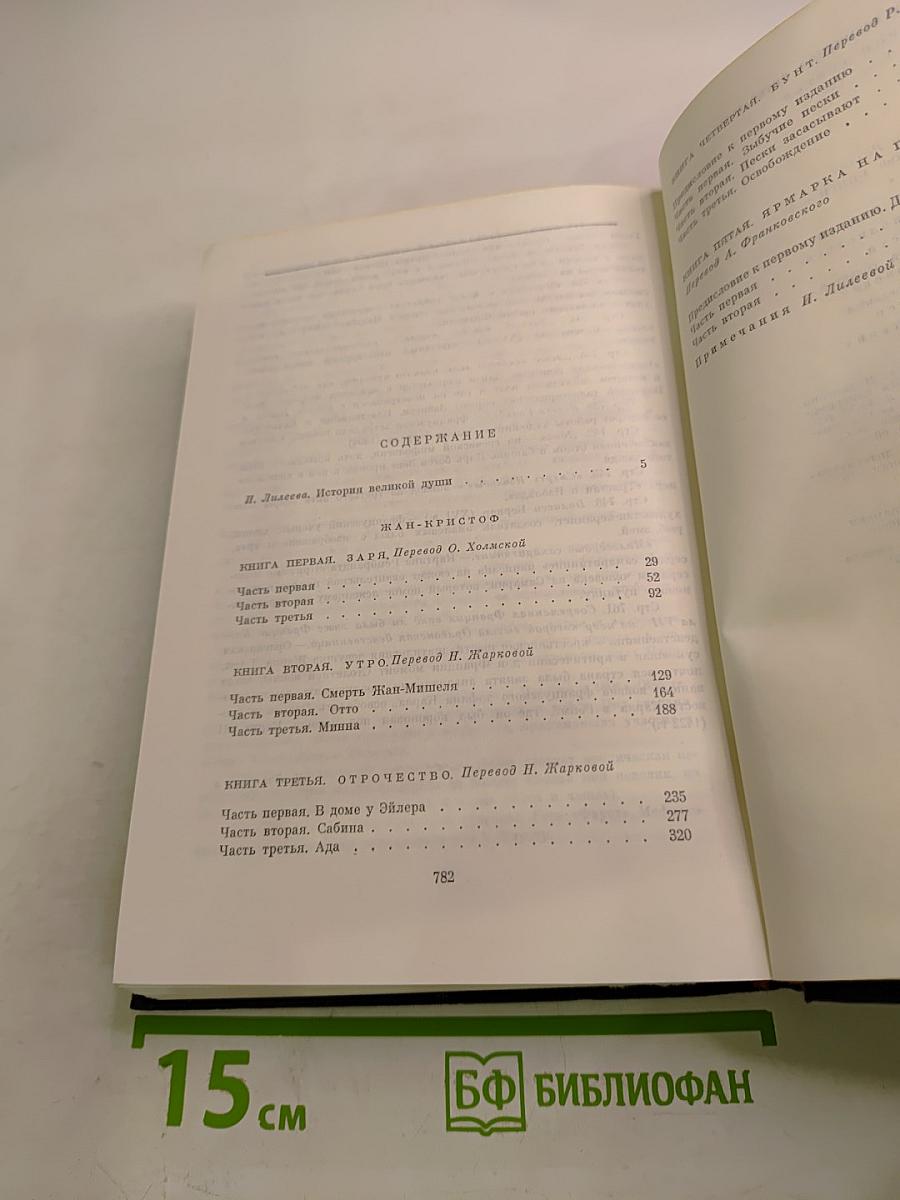 СОДЕРЖАНИЕ
И. Лилеева. История великой души . . . . . . . . . . 5
ЖАН-КРИСТОФ
КНИГА ПЕРВАЯ. ЗАРЯ. Перевод О. Холмской
Часть первая . . . . . . . . . . . . . . . . 29
Часть вторая . . . . . . . . . . . . . . . . 52
Часть третья . . . . . . . . . . . . . . . . 92
КНИГА ВТОРАЯ. УТРО. Перевод Н. Жарковой
Часть первая. Смерть Жан-Мишеля . . . . . . . . . 129
Часть вторая. Отто . . . . . . . . . . . . . . 164
Часть третья. Минна . . . . . . . . . . . . . . 188
КНИГА ТРЕТЬЯ. ОТРОЧЕСТВО. Перевод Н. Жарковой
Часть первая. В доме у Эйлера . . . . . . . . . . . 235
Часть вторая. Сабина . . . . . . . . . . . . . . 277
Часть третья. Ада . . . . . . . . . . . . . . . 320
782
КНИГА ЧЕТВЕРТАЯ. БУНТ. Перевод Р.
Предисловие к первому изданию . .
Часть первая. Зыбучие пески . . .
Часть вторая. Пески засасывают . .
Часть третья. Освобождение . . .
КНИГА ПЯТАЯ. ЯРМАРКА НА
Перевод А. Франковского
Предисловие к первому изданию.
Часть первая . . . . . .
Часть вторая . . . . . .
Примечания И. Лилеевой
15 см
БФ БИБЛИОФАН